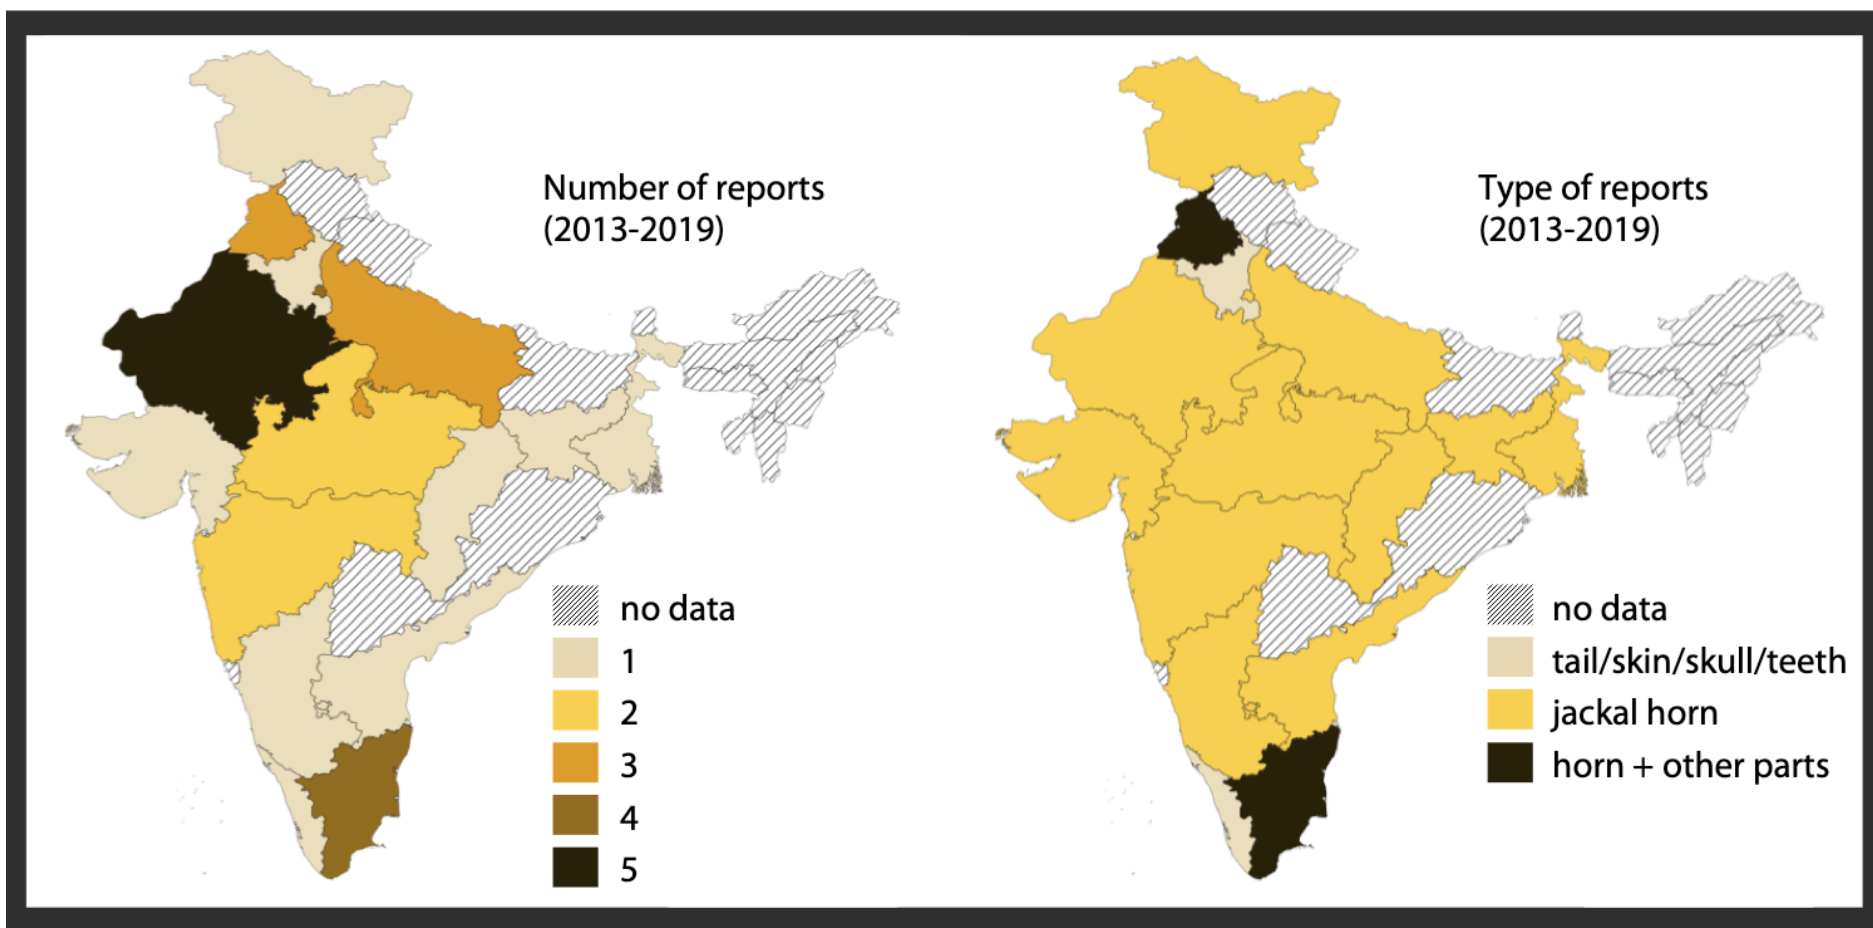 Number of reports
(2013-2019)
no data
1
2
3
4
5
Type of reports
(2013-2019)
no data
tail/skin/skull/teeth
jackal horn
horn + other parts